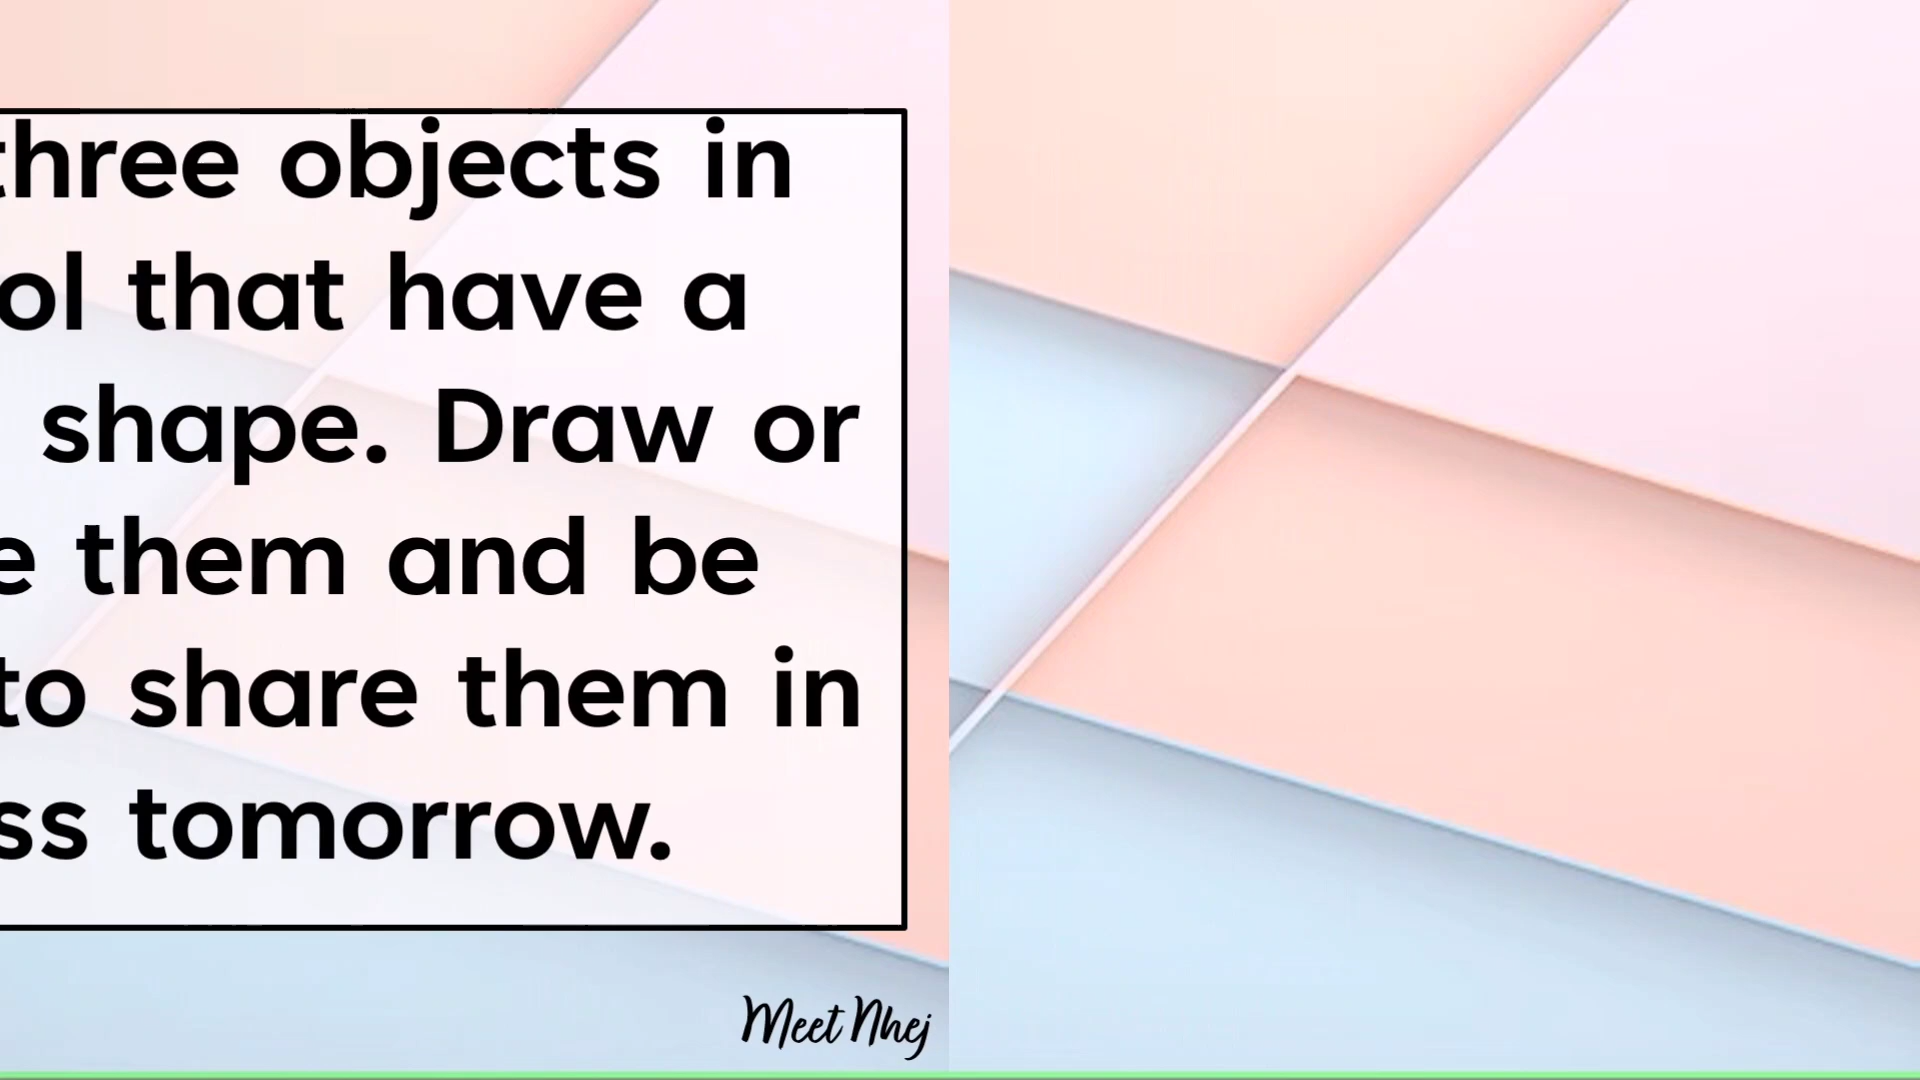 three objects in
ol that have a
shape. Draw or
e them and be
to share them in
ss tomorrow.
Meet Nhej